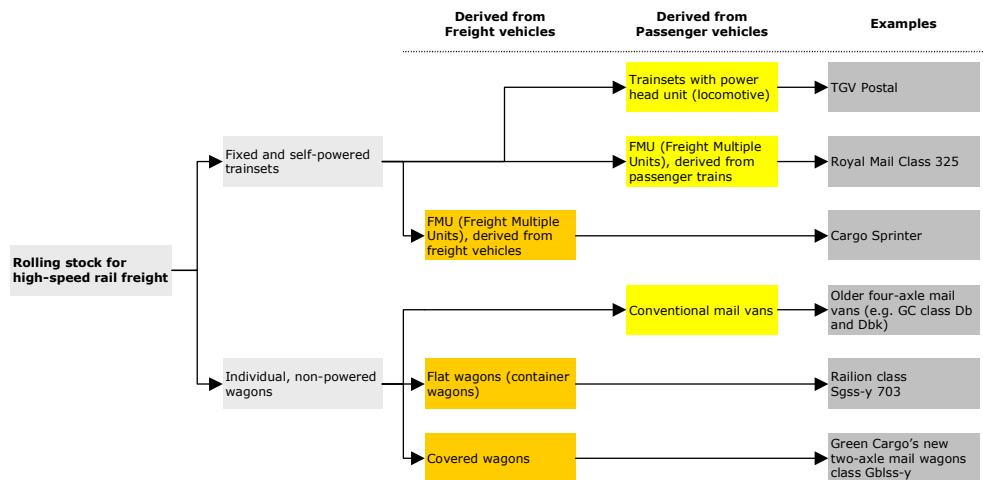 Derived from
Freight vehicles
Derived from
Passenger vehicles
Examples
Trainsets with power
head unit (locomotive)
TGV Postal
Fixed and self-powered
trainsets
FMU (Freight Multiple
Units), derived from
passenger trains
Royal Mail Class 325
FMU (Freight Multiple
Units), derived from
freight vehicles
Cargo Sprinter
Rolling stock for
high-speed rail freight
Conventional mail vans
Older four-axle mail
vans (e.g. GC class Db
and Dbk)
Individual, non-powered
wagons
Flat wagons (container
wagons)
Railion class
Sgss-y 703
Covered wagons
Green Cargo's new
two-axle mail wagons
class Gblss-y